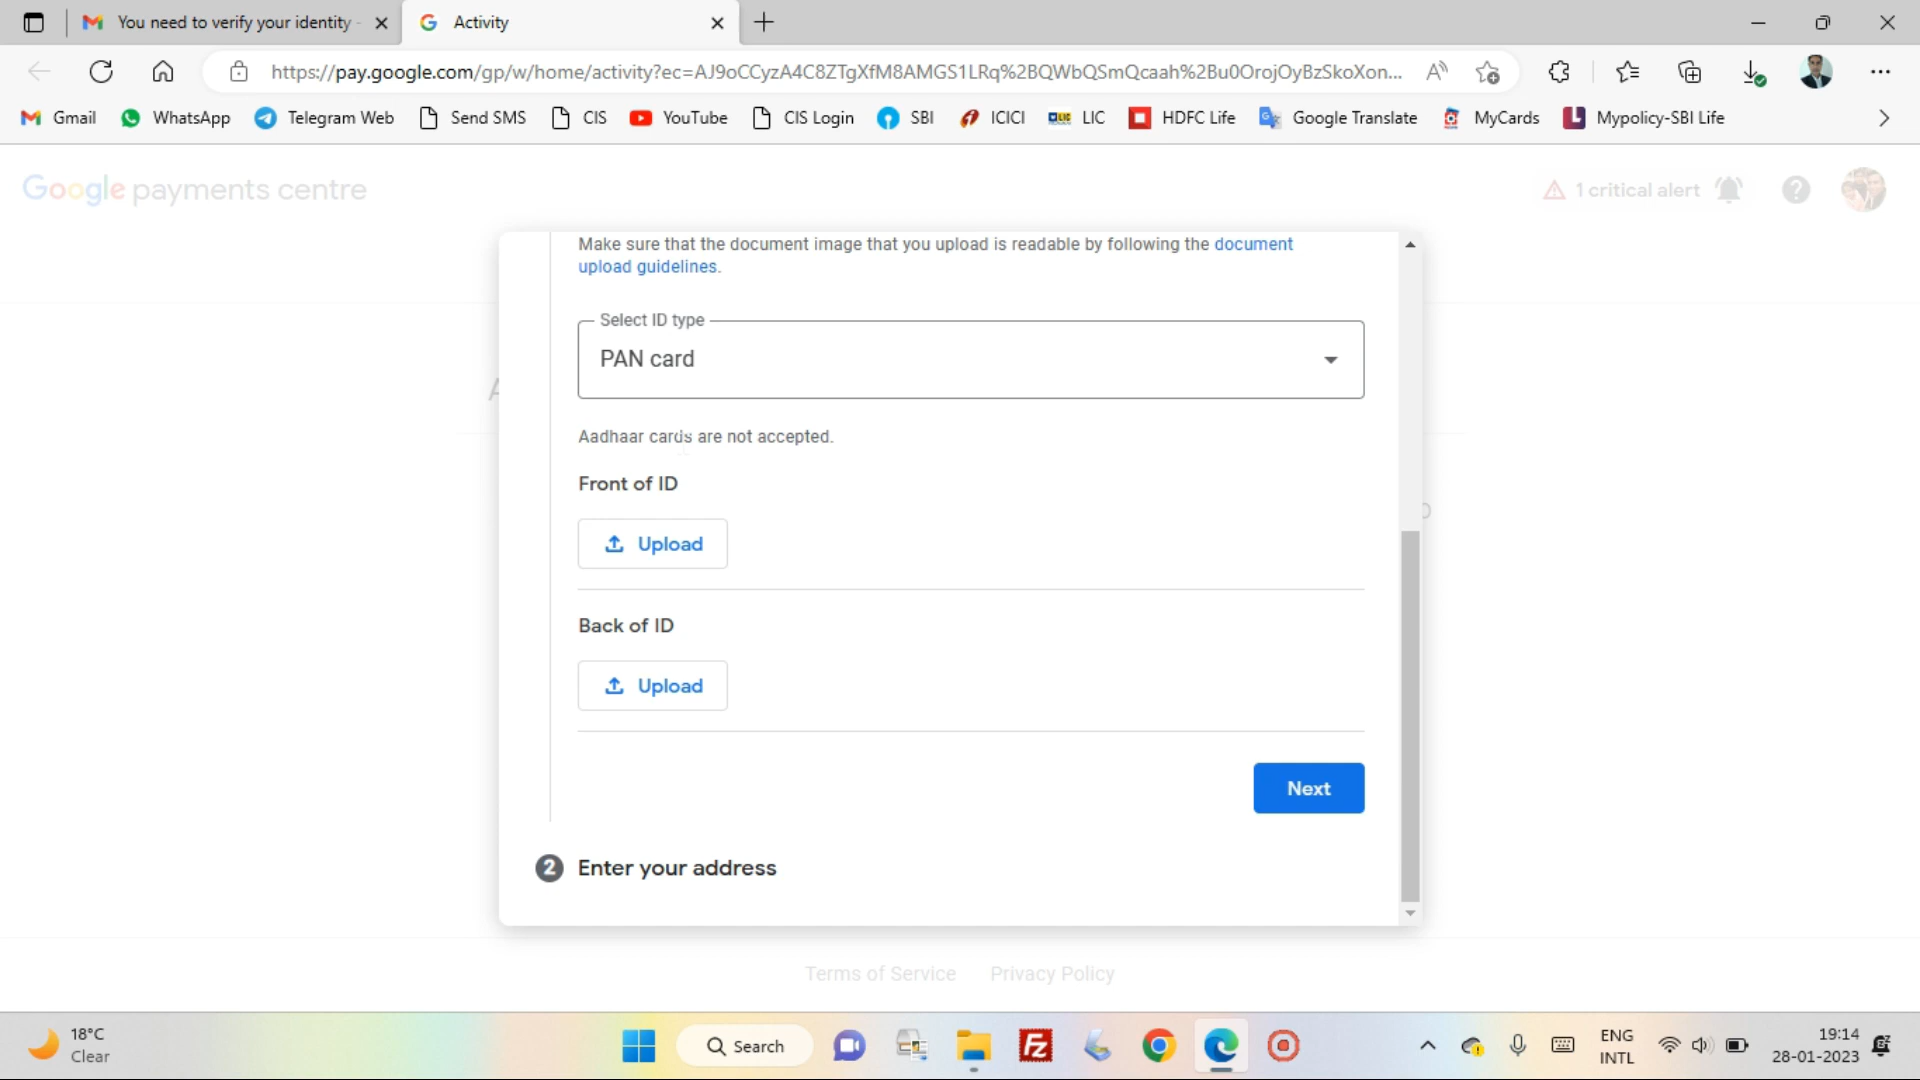 You need to verify your identity -
Activity
https://pay.google.com/gp/w/home/activity?ec=AJ9oCCyzA4C8ZTgXfM8AMGS1LRq%2BQWbQSmQcaah%2Bu0OrojOyBzSkoXon...
Gmail
WhatsApp
Telegram Web
Send SMS
CIS
YouTube
CIS Login
SBI
ICICI
LIC
HDFC Life
Google Translate
MyCards
Mypolicy-SBI Life
Google payments centre
1 critical alert
Make sure that the document image that you upload is readable by following the document
upload guidelines.
Select ID type
PAN card
Aadhaar cards are not accepted.
Front of ID
Upload
Back of ID
Upload
Next
2 Enter your address
Terms of Service
Privacy Policy
18°C
Clear
Search
ENG
INTL
19:14
28-01-2023